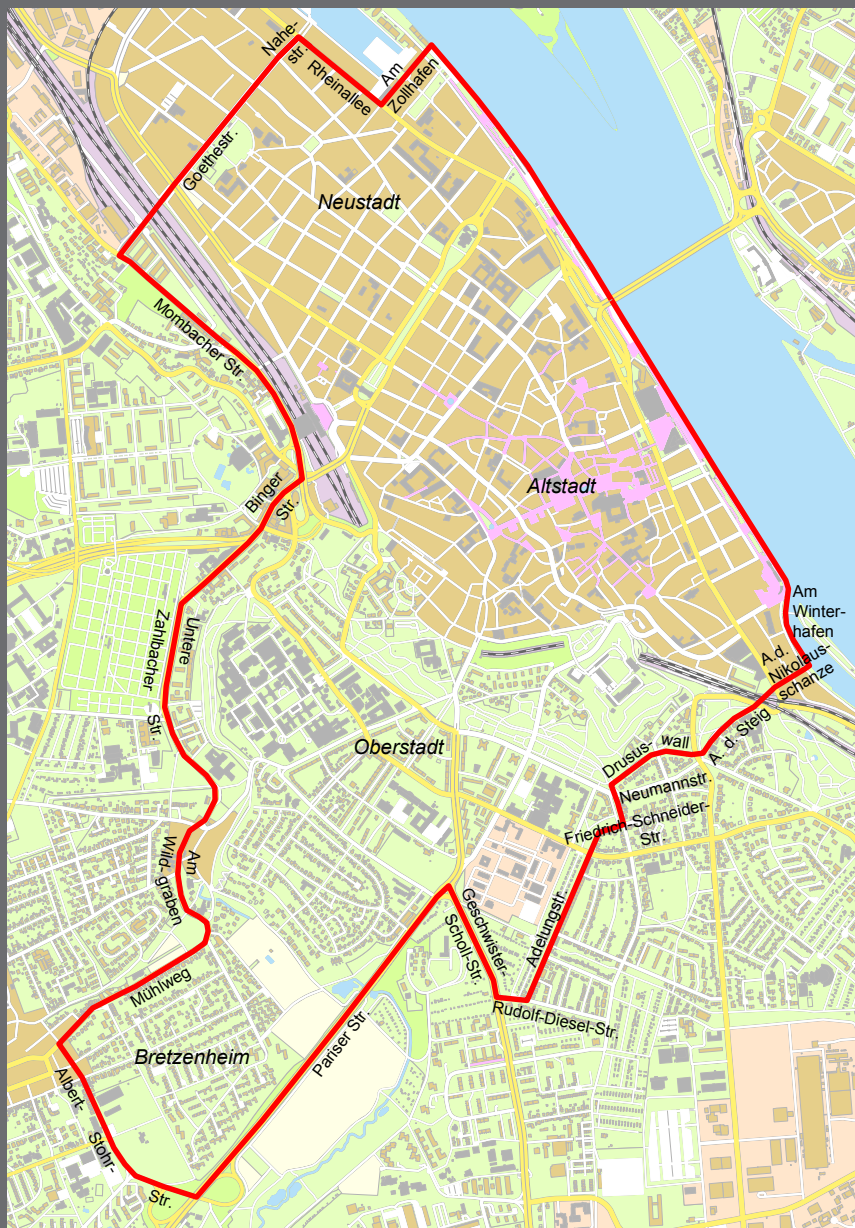 Nahe-
str.
Rheinallee
Am
Zollhafen
Goethestr.
Neustadt
Mombacher Str.
Binger
Str.
Altstadt
Am
Winter-
hafen
A.d.
Nikolaus-
schanze
A. d. Steig
Drusus-
wall
Neumannstr.
Friedrich-Schneider-
Str.
Untere
Zahlbacher
Str.
Oberstadt
Am
Wild-
graben
Geschwister-
Scholl-Str.
Adelungstr.
Rudolf-Diesel-Str.
Mühlweg
Bretzenheim
Pariser Str.
Albert-
Stohr-
Str.